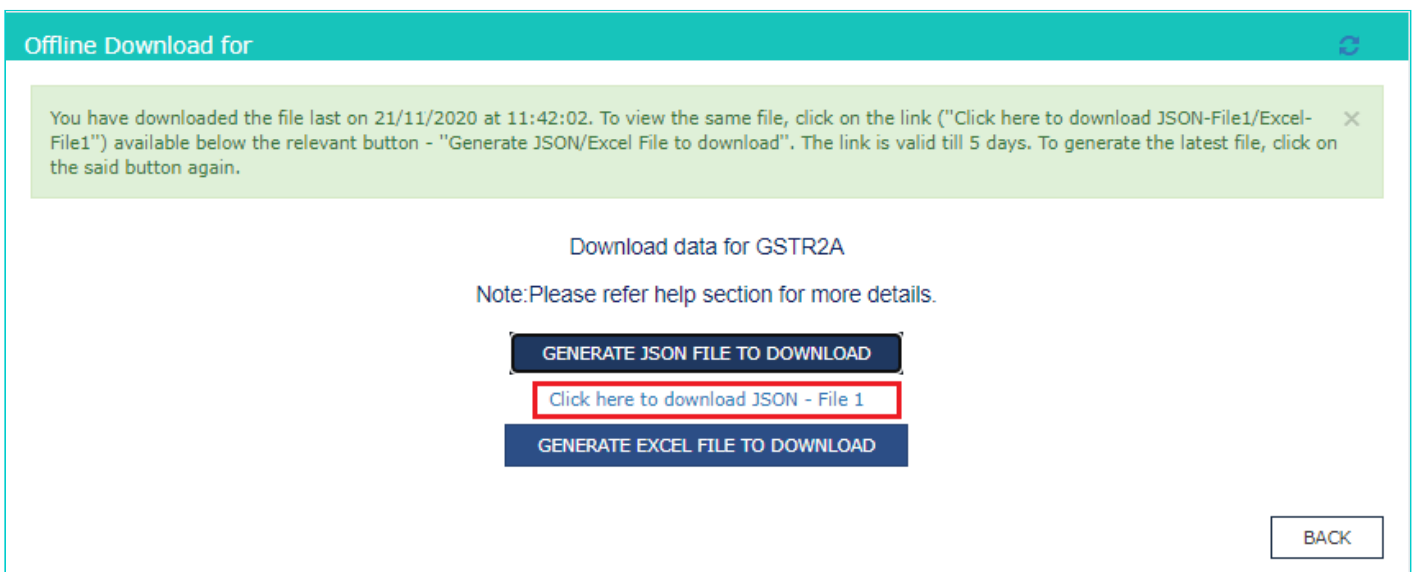 Offline Download for
You have downloaded the file last on 21/11/2020 at 11:42:02. To view the same file, click on the link ("Click here to download JSON-File1/Excel-
File1") available below the relevant button - "Generate JSON/Excel File to download". The link is valid till 5 days. To generate the latest file, click on
the said button again.
Download data for GSTR2A
Note:Please refer help section for more details.
GENERATE JSON FILE TO DOWNLOAD
Click here to download JSON - File 1
GENERATE EXCEL FILE TO DOWNLOAD
BACK